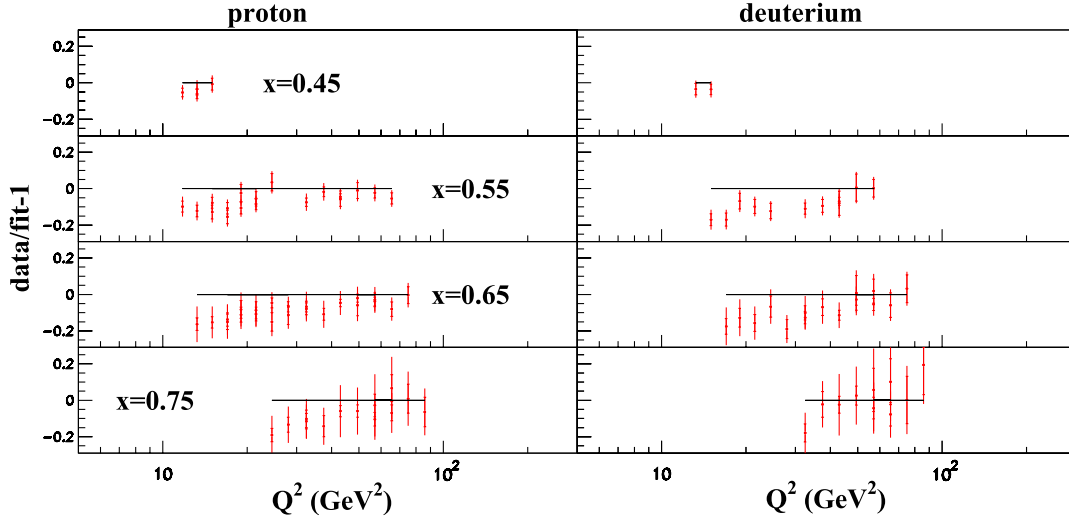 proton deuterium
data/fit-1
0.2
0
-0.2
x=0.45
0.2
0
-0.2
x=0.55
0.2
0
-0.2
x=0.65
0.2
0
-0.2
x=0.75
10 10² 10 10²
Q² (GeV²) Q² (GeV²)